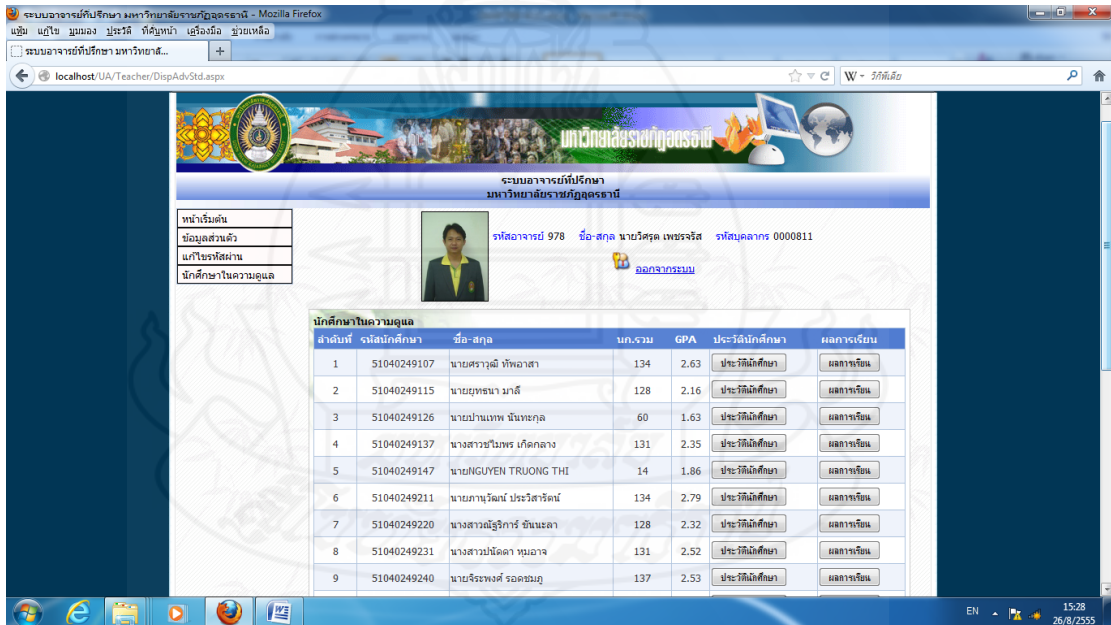 ระบบอาจารย์ที่ปรึกษา มหาวิทยาลัยราชภัฏอุดรธานี - Mozilla Firefox
แฟ้ม แก้ไข มุมมอง ประวัติ ที่คั่นหน้า เครื่องมือ ช่วยเหลือ
ระบบอาจารย์ที่ปรึกษา มหาวิทยาลั...
localhost/UA/Teacher/DispAdvStd.aspx
W - วิกิพีเดีย
มหาวิทยาลัยราชภัฏอุดรธานี
ระบบอาจารย์ที่ปรึกษา
มหาวิทยาลัยราชภัฏอุดรธานี
หน้าเริ่มต้น
ข้อมูลส่วนตัว
แก้ไขรหัสผ่าน
นักศึกษาในความดูแล
รหัสอาจารย์ 978 ชื่อ-สกุล นายวิศรุต เพชรจรัส รหัสบุคลากร 0000811
ออกจากระบบ
นักศึกษาในความดูแล
ลำดับที่ รหัสนักศึกษา ชื่อ-สกุล นก.รวม GPA ประวัตินักศึกษา ผลการเรียน
1 51040249107 นายศราวุฒิ ทัพอาสา 134 2.63 ประวัตินักศึกษา ผลการเรียน
2 51040249115 นายยุทธนา มาลี 128 2.16 ประวัตินักศึกษา ผลการเรียน
3 51040249126 นายปานเทพ นันทะกุล 60 1.63 ประวัตินักศึกษา ผลการเรียน
4 51040249137 นางสาวชไมพร เกิดกลาง 131 2.35 ประวัตินักศึกษา ผลการเรียน
5 51040249147 นายNGUYEN TRUONG THI 14 1.86 ประวัตินักศึกษา ผลการเรียน
6 51040249211 นายภานุวัฒน์ ประวิสารัตน์ 134 2.79 ประวัตินักศึกษา ผลการเรียน
7 51040249220 นางสาวณัฐริการ์ ขันนะลา 128 2.32 ประวัตินักศึกษา ผลการเรียน
8 51040249231 นางสาวปนัดดา ทุมอาจ 131 2.52 ประวัตินักศึกษา ผลการเรียน
9 51040249240 นายจิระพงศ์ รอดชมภู 137 2.53 ประวัตินักศึกษา ผลการเรียน
EN 15:28
26/8/2555